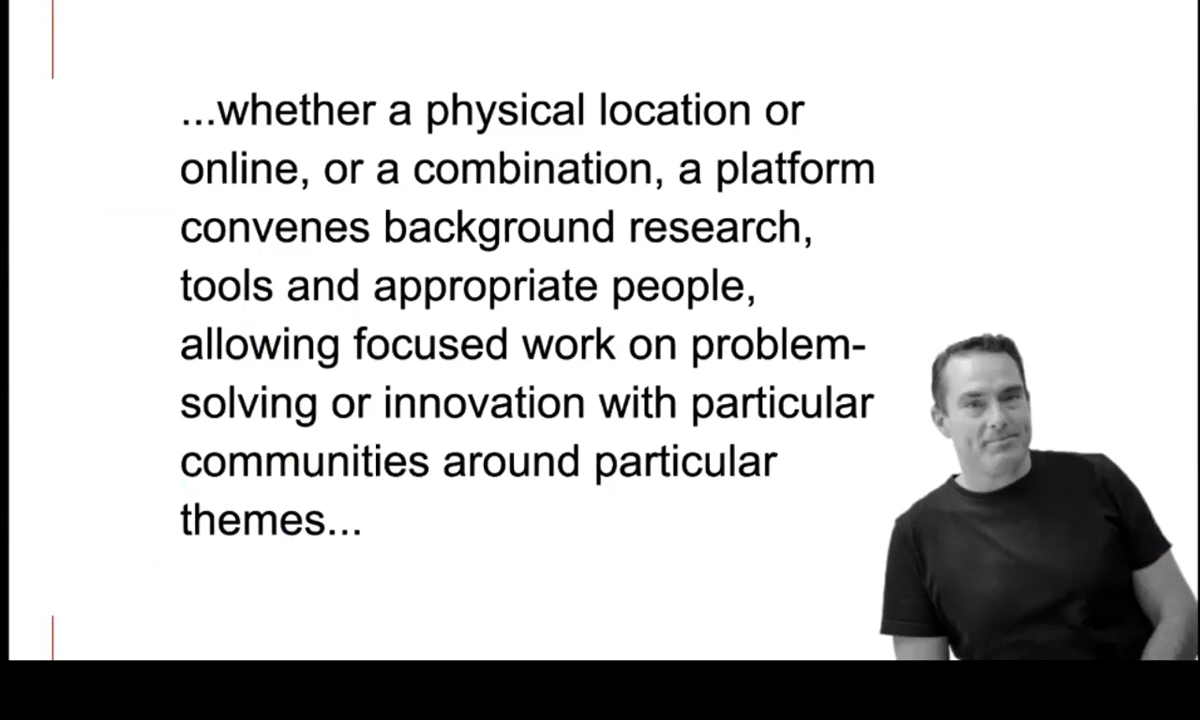 ...whether a physical location or
online, or a combination, a platform
convenes background research,
tools and appropriate people,
allowing focused work on problem-
solving or innovation with particular
communities around particular
themes...